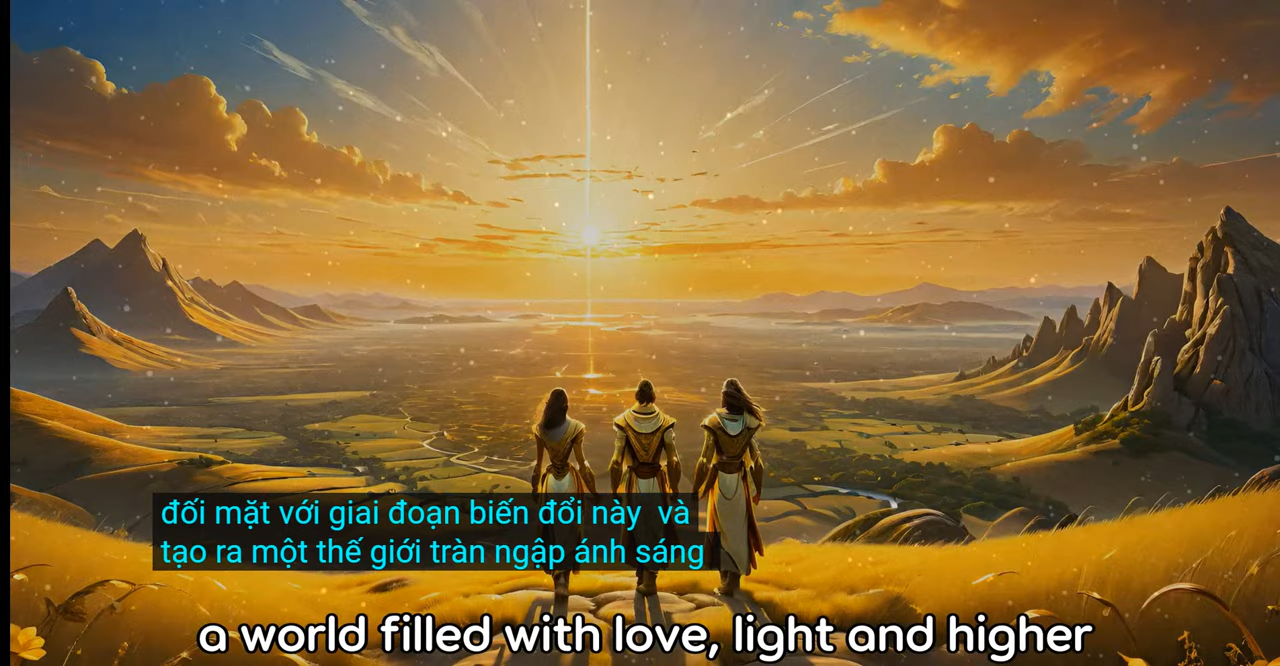 đối mặt với giai đoạn biến đổi này và
tạo ra một thế giới tràn ngập ánh sáng
a world filled with love, light and higher